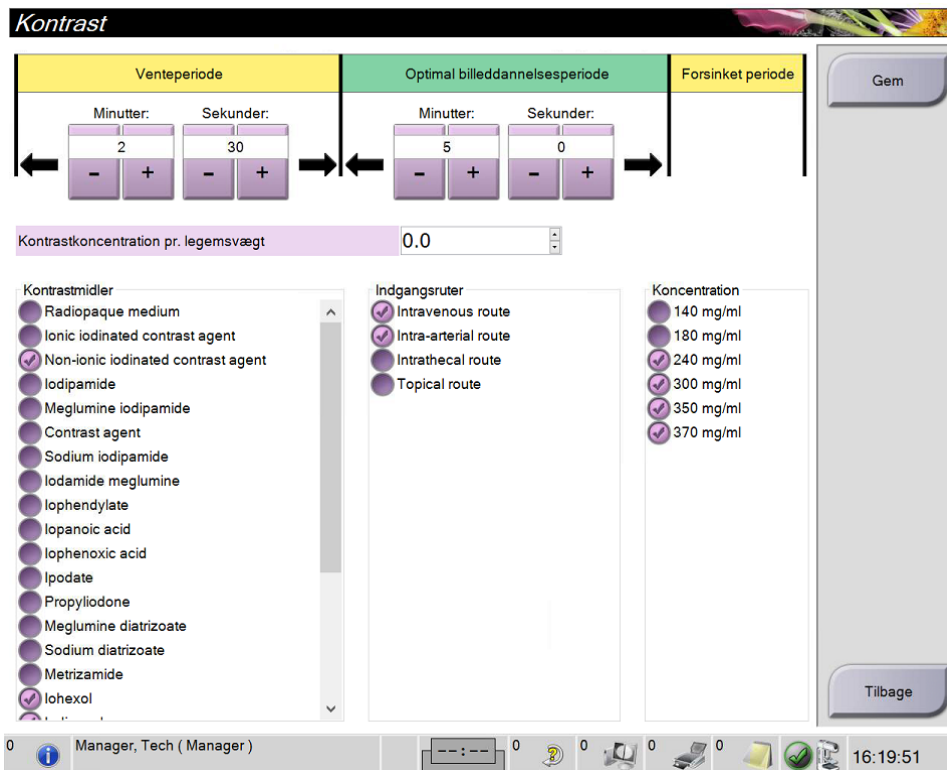 Kontrast
Venteperiode
Optimal billeddannelsesperiode
Forsinket periode
Gem
Minutter:
Sekunder:
Minutter:
Sekunder:
2
30
5
0
-
+
-
+
-
+
-
+
Kontrastkoncentration pr. legemsvægt
0.0
Kontrastmidler
Radiopaque medium
Ionic iodinated contrast agent
Non-ionic iodinated contrast agent
Iodipamide
Meglumine iodipamide
Contrast agent
Sodium iodipamide
Iodamide meglumine
Iophendylate
Iopanoic acid
Iophenoxic acid
Ipodate
Propyliodone
Meglumine diatrizoate
Sodium diatrizoate
Metrizamide
Iohexol
Indgangsruter
Intravenous route
Intra-arterial route
Intrathecal route
Topical route
Koncentration
140 mg/ml
180 mg/ml
240 mg/ml
300 mg/ml
350 mg/ml
370 mg/ml
Tilbage
0
Manager, Tech ( Manager )
--:--
0
0
0
0
16:19:51